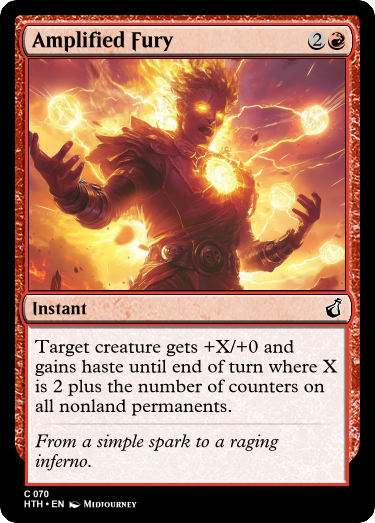 Amplified Fury 2
Instant
Target creature gets +X/+0 and
gains haste until end of turn where X
is 2 plus the number of counters on
all nonland permanents.
From a simple spark to a raging
inferno.
C 070
HTH • EN Midjourney